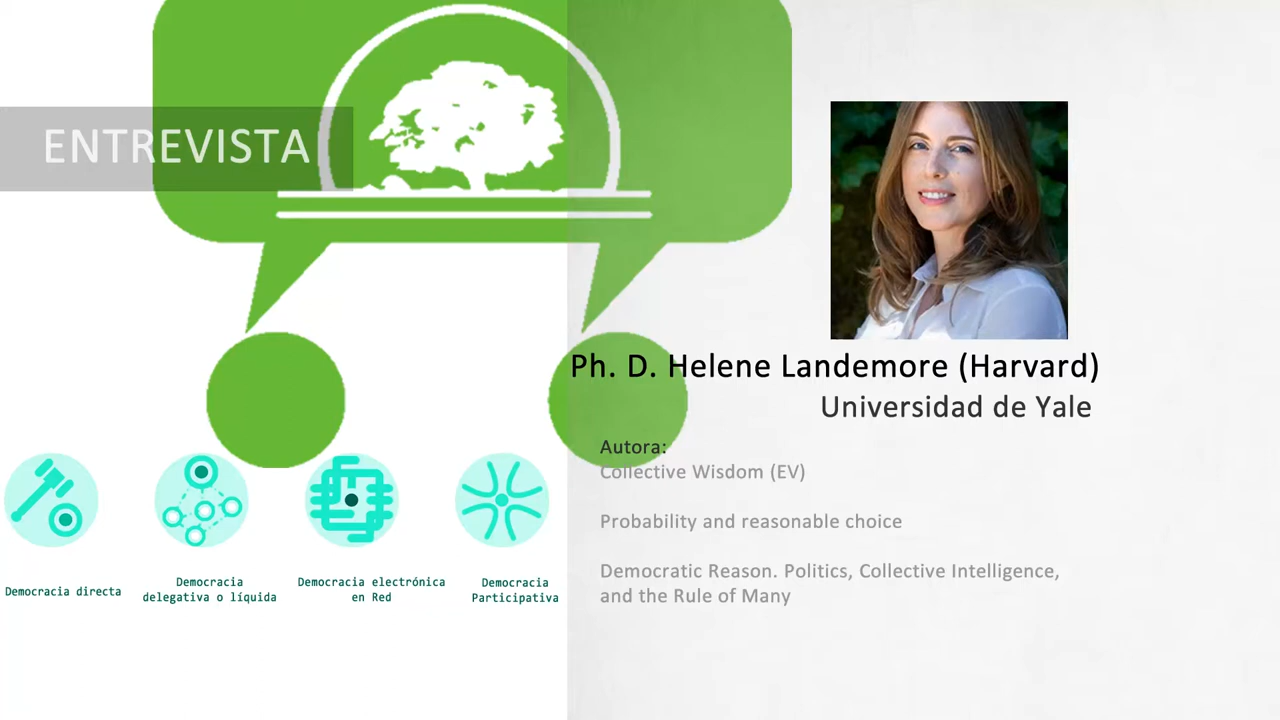 ENTREVISTA
Ph. D. Helene Landemore (Harvard)
Universidad de Yale
Autora:
Collective Wisdom (EV)
Probability and reasonable choice
Democratic Reason. Politics, Collective Intelligence,
and the Rule of Many
Democracia directa
Democracia
delegativa o líquida
Democracia electrónica
en Red
Democracia
Participativa